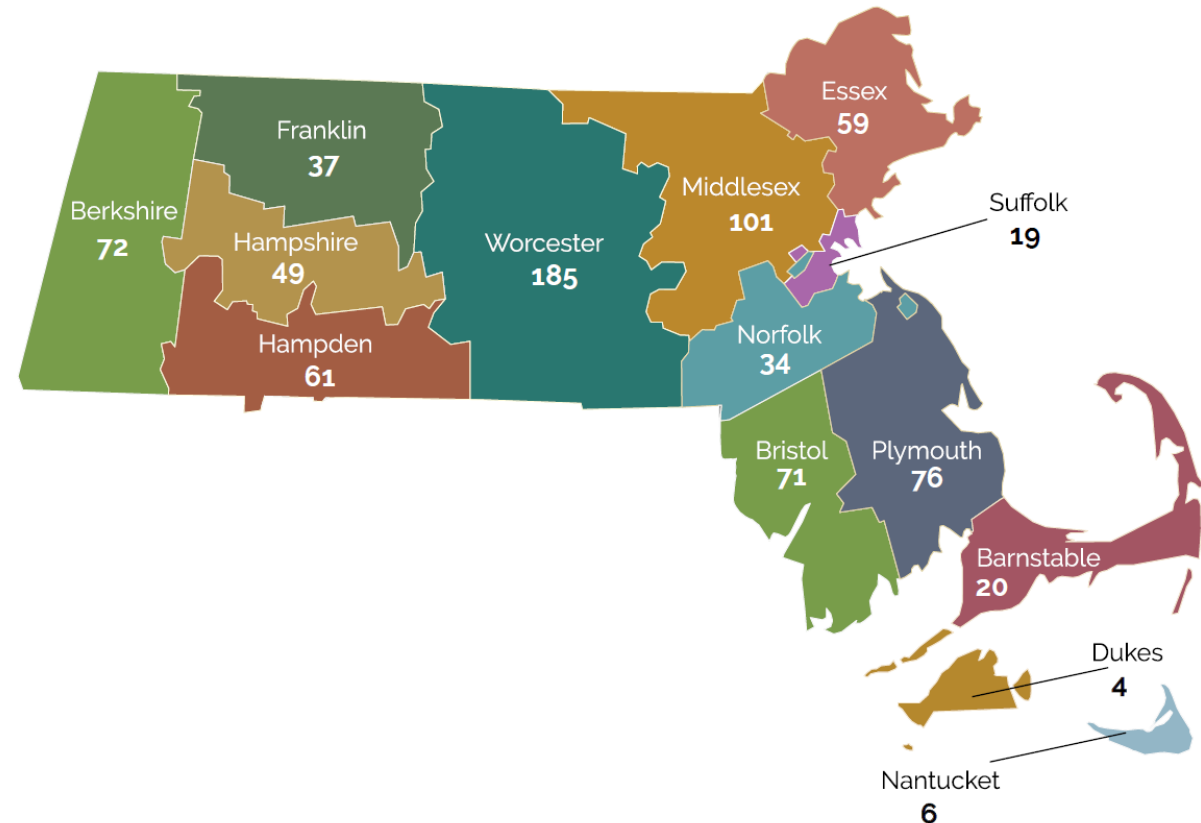 Essex
59
Franklin
37
Middlesex
101
Suffolk
19
Berkshire
72
Hampshire
49
Worcester
185
Hampden
61
Norfolk
34
Bristol
71
Plymouth
76
Barnstable
20
Dukes
4
Nantucket
6